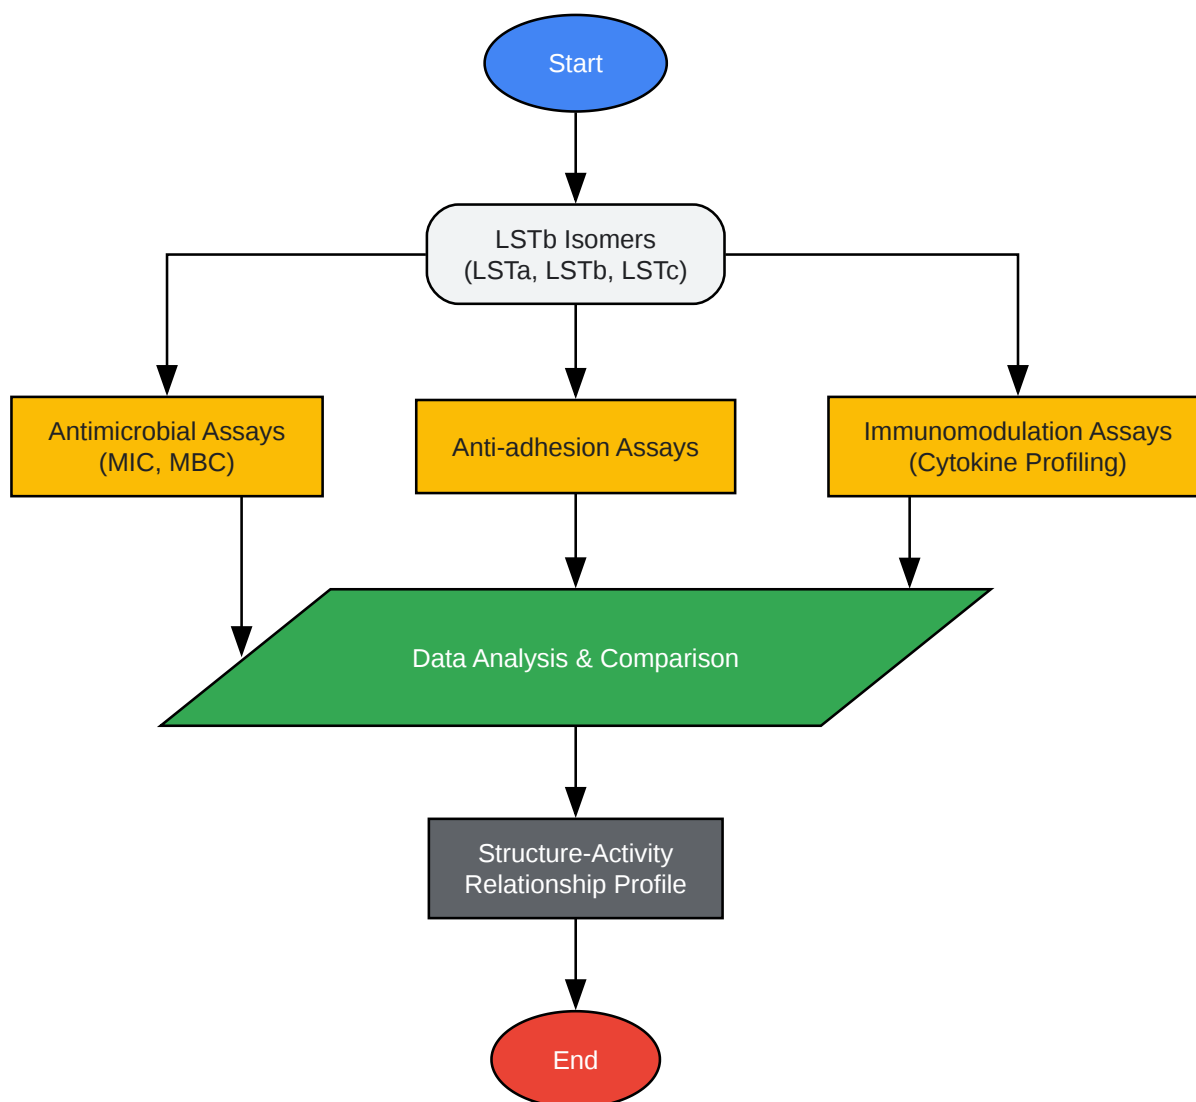 Start
LSTb Isomers
(LSTa, LSTb, LSTc)
Antimicrobial Assays
(MIC, MBC)
Anti-adhesion Assays
Immunomodulation Assays
(Cytokine Profiling)
Data Analysis & Comparison
Structure-Activity
Relationship Profile
End